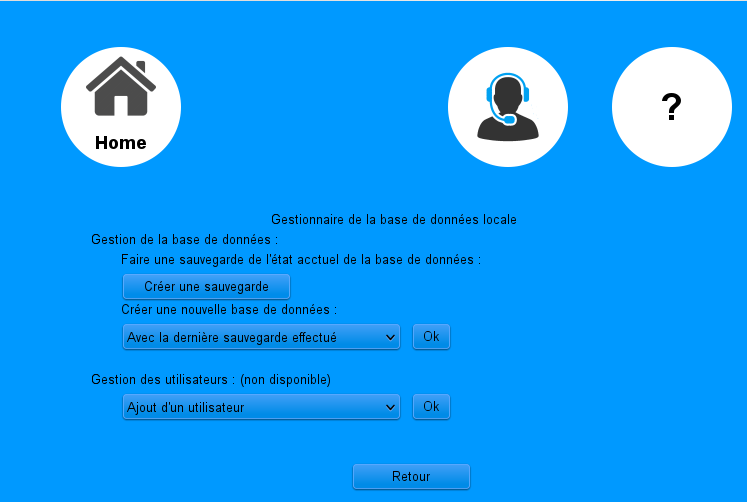 Home
?
Gestionnaire de la base de données locale
Gestion de la base de données :
Faire une sauvegarde de l'état acctuel de la base de données :
Créer une sauvegarde
Créer une nouvelle base de données :
Avec la dernière sauvegarde effectué Ok
Gestion des utilisateurs : (non disponible)
Ajout d'un utilisateur Ok
Retour